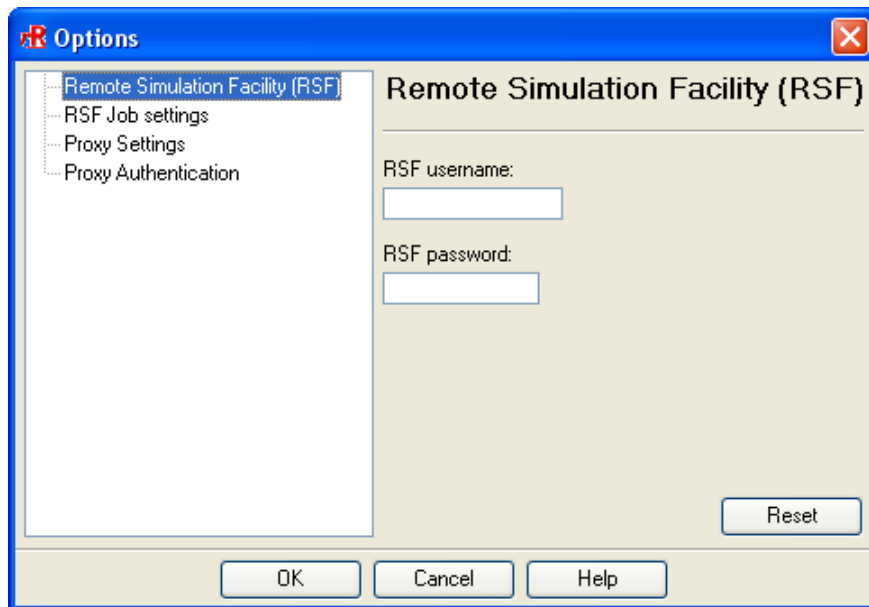 Options
Remote Simulation Facility (RSF)
RSF Job settings
Proxy Settings
Proxy Authentication
Remote Simulation Facility (RSF)
RSF username:
RSF password:
Reset
OK Cancel Help